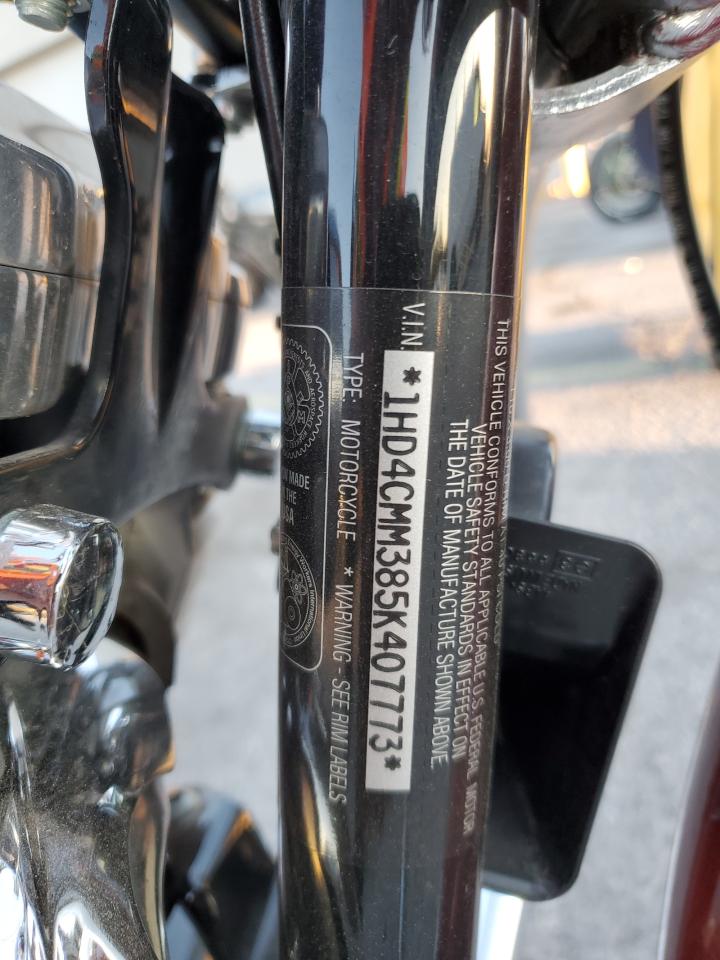 THIS VEHICLE CONFORMS TO ALL APPLICABLE U.S. FEDERAL MOTOR
VEHICLE SAFETY STANDARDS IN EFFECT ON
THE DATE OF MANUFACTURE SHOWN ABOVE.
V.I.N.
*1HD4CMM385K407773*
TYPE: MOTORCYCLE * WARNING - SEE RIM LABELS
MADE
THE
USA